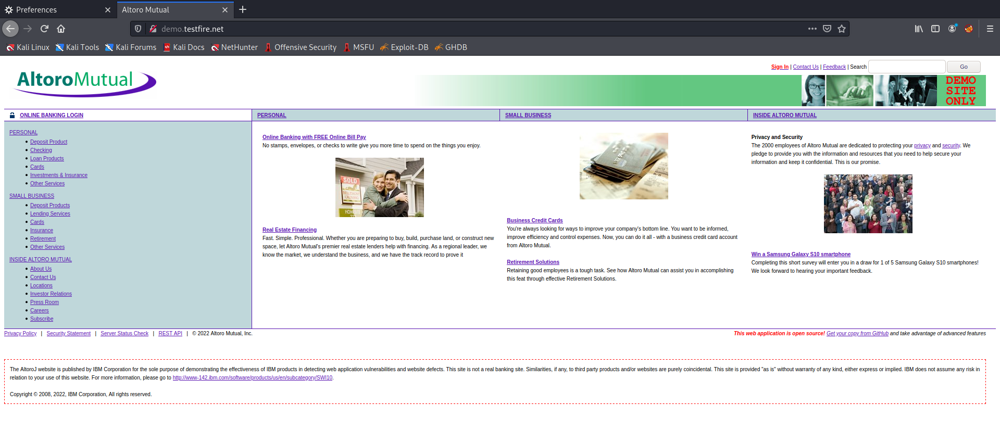 Preferences
Altoro Mutual
demo.testfire.net
Kali Linux Kali Tools Kali Forums Kali Docs NetHunter Offensive Security MSFU Exploit-DB GHDB
AltoroMutual
Sign In | Contact Us | Feedback | Search Go
DEMO
SITE
ONLY
ONLINE BANKING LOGIN
PERSONAL
SMALL BUSINESS
INSIDE ALTORO MUTUAL
PERSONAL
Deposit Product
Checking
Loan Products
Cards
Investments & Insurance
Other Services
SMALL BUSINESS
Deposit Products
Lending Services
Cards
Insurance
Retirement
Other Services
INSIDE ALTORO MUTUAL
About Us
Contact Us
Locations
Investor Relations
Press Room
Careers
Subscribe
Online Banking with FREE Online Bill Pay
No stamps, envelopes, or checks to write give you more time to spend on the things you enjoy.
SOLD
Real Estate Financing
Fast. Simple. Professional. Whether you are preparing to buy, build, purchase land, or construct new
space, let Altoro Mutual's premier real estate lenders help with financing. As a regional leader, we
know the market, we understand the business, and we have the track record to prove it
Business Credit Cards
You're always looking for ways to improve your company's bottom line. You want to be informed,
improve efficiency and control expenses. Now, you can do it all - with a business credit card account
from Altoro Mutual.
Retirement Solutions
Retaining good employees is a tough task. See how Altoro Mutual can assist you in accomplishing
this feat through effective Retirement Solutions.
Privacy and Security
The 2000 employees of Altoro Mutual are dedicated to protecting your privacy and security. We
pledge to provide you with the information and resources that you need to help secure your
information and keep it confidential. This is our promise.
Win a Samsung Galaxy S10 smartphone
Completing this short survey will enter you in a draw for 1 of 5 Samsung Galaxy S10 smartphones!
We look forward to hearing your important feedback.
Privacy Policy | Security Statement | Server Status Check | REST API | © 2022 Altoro Mutual, Inc.
This web application is open source! Get your copy from GitHub and take advantage of advanced features
The AltoroJ website is published by IBM Corporation for the sole purpose of demonstrating the effectiveness of IBM products in detecting web application vulnerabilities and website defects. This site is not a real banking site. Similarities, if any, to third party products and/or websites are purely coincidental. This site is provided "as is" without warranty of any kind, either express or implied. IBM does not assume any risk in
relation to your use of this website. For more information, please go to http://www-142.ibm.com/software/products/us/en/subcategory/SWI10.
Copyright © 2008, 2022, IBM Corporation, All rights reserved.